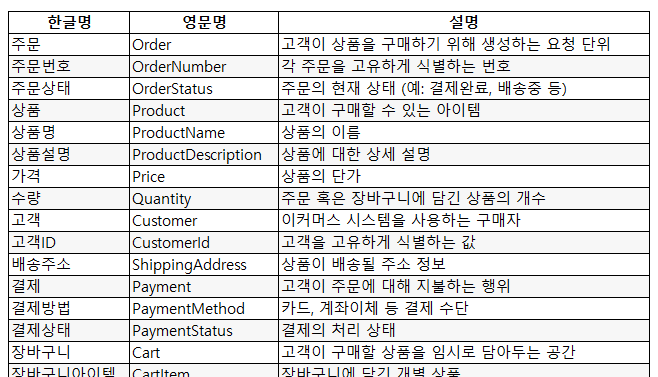 한글명 영문명 설명
주문 Order 고객이 상품을 구매하기 위해 생성하는 요청 단위
주문번호 OrderNumber 각 주문을 고유하게 식별하는 번호
주문상태 OrderStatus 주문의 현재 상태 (예: 결제완료, 배송중 등)
상품 Product 고객이 구매할 수 있는 아이템
상품명 ProductName 상품의 이름
상품설명 ProductDescription 상품에 대한 상세 설명
가격 Price 상품의 단가
수량 Quantity 주문 혹은 장바구니에 담긴 상품의 개수
고객 Customer 이커머스 시스템을 사용하는 구매자
고객ID CustomerId 고객을 고유하게 식별하는 값
배송주소 ShippingAddress 상품이 배송될 주소 정보
결제 Payment 고객이 주문에 대해 지불하는 행위
결제방법 PaymentMethod 카드, 계좌이체 등 결제 수단
결제상태 PaymentStatus 결제의 처리 상태
장바구니 Cart 고객이 구매할 상품을 임시로 담아두는 공간
장바구니아이템 CartItem 장바구니에 담긴 개별 상품